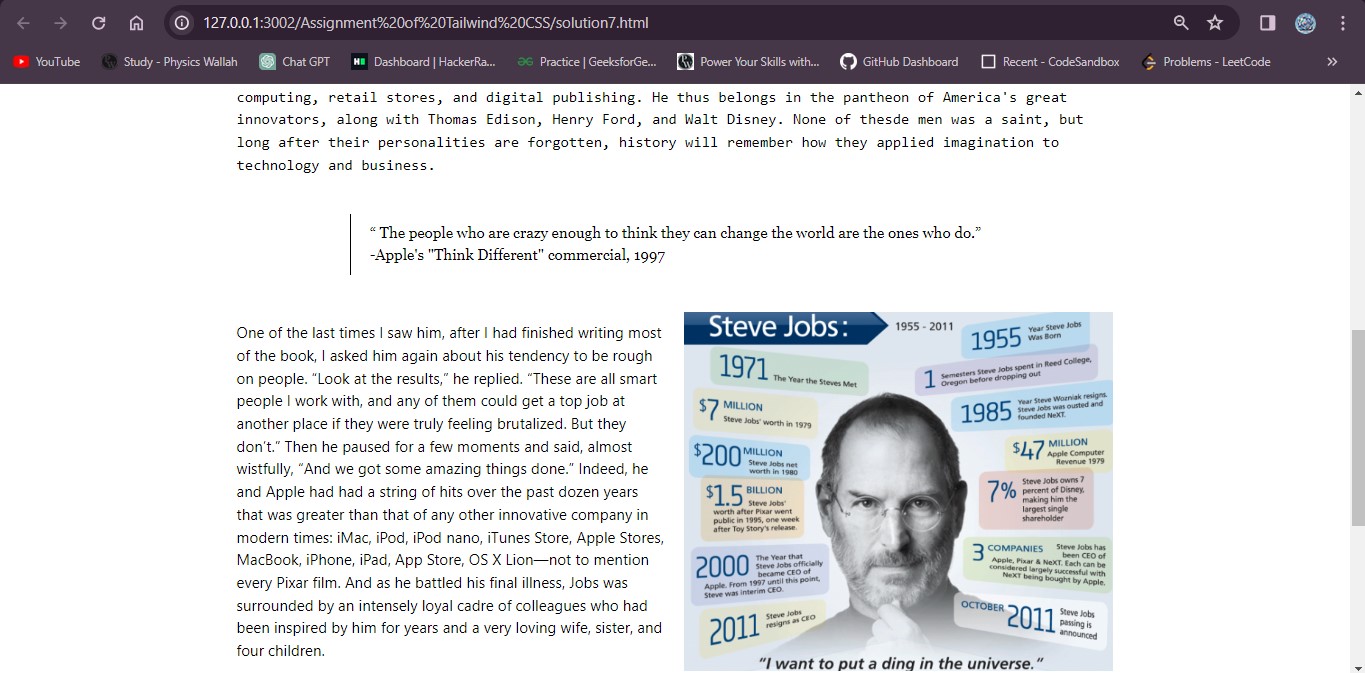 127.0.0.1:3002/Assignment%20of%20Tailwind%20CSS/solution7.html
YouTube
Study - Physics Wallah
Chat GPT
Dashboard | HackerRa...
Practice | GeeksforGe...
Power Your Skills with...
GitHub Dashboard
Recent - CodeSandbox
Problems - LeetCode
computing, retail stores, and digital publishing. He thus belongs in the pantheon of America's great
innovators, along with Thomas Edison, Henry Ford, and Walt Disney. None of thesde men was a saint, but
long after their personalities are forgotten, history will remember how they applied imagination to
technology and business.
“ The people who are crazy enough to think they can change the world are the ones who do.”
-Apple's "Think Different" commercial, 1997
One of the last times I saw him, after I had finished writing most
of the book, I asked him again about his tendency to be rough
on people. “Look at the results,” he replied. “These are all smart
people I work with, and any of them could get a top job at
another place if they were truly feeling brutalized. But they
don’t.” Then he paused for a few moments and said, almost
wistfully, “And we got some amazing things done.” Indeed, he
and Apple had had a string of hits over the past dozen years
that was greater than that of any other innovative company in
modern times: iMac, iPod, iPod nano, iTunes Store, Apple Stores,
MacBook, iPhone, iPad, App Store, OS X Lion—not to mention
every Pixar film. And as he battled his final illness, Jobs was
surrounded by an intensely loyal cadre of colleagues who had
been inspired by him for years and a very loving wife, sister, and
four children.
Steve Jobs:
1955 - 2011
1971 The Year the Steves Met
$7 MILLION
Steve Jobs' worth in 1979
$200 MILLION
Steve Jobs net
worth in 1980
$1.5 BILLION
Steve Jobs'
worth after Pixar went
public in 1995, one week
after Toy Story's release.
2000 The Year that
Steve Jobs officially
became CEO of
Apple. From 1997 until this point,
Steve was interim CEO.
2011 Steve Jobs
resigns as CEO
1955 Year Steve Jobs
Was Born
1 Semesters Steve Jobs spent in Reed College,
Oregon before dropping out
1985 Year Steve Wozniak resigns.
Steve Jobs was ousted and
founded NeXT.
$47 MILLION
Apple Computer
Revenue 1979
7% Steve Jobs owns 7
percent of Disney,
making him the
largest single
shareholder
3 COMPANIES Steve Jobs has
been CEO of
Apple, Pixar & NeXT. Each can be
considered largely successful with
NeXT being bought by Apple.
OCTOBER 2011 Steve Jobs
passing is
announced
"I want to put a ding in the universe."